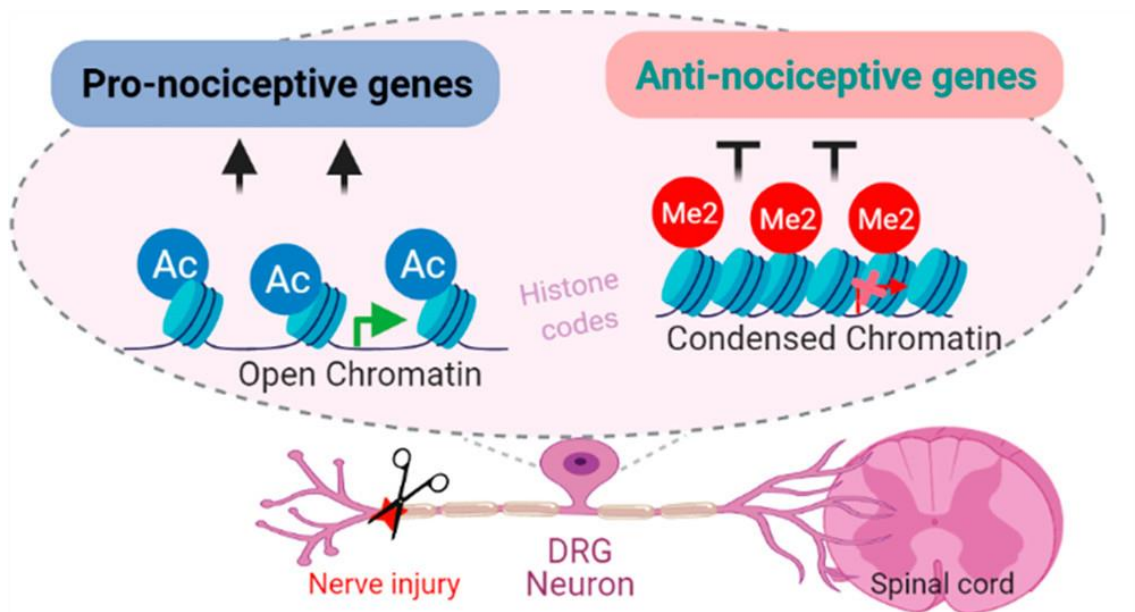 Pro-nociceptive genes
Anti-nociceptive genes
Ac
Ac
Ac
Me2
Me2
Me2
Histone
codes
Open Chromatin
Condensed Chromatin
Nerve injury
DRG
Neuron
Spinal cord